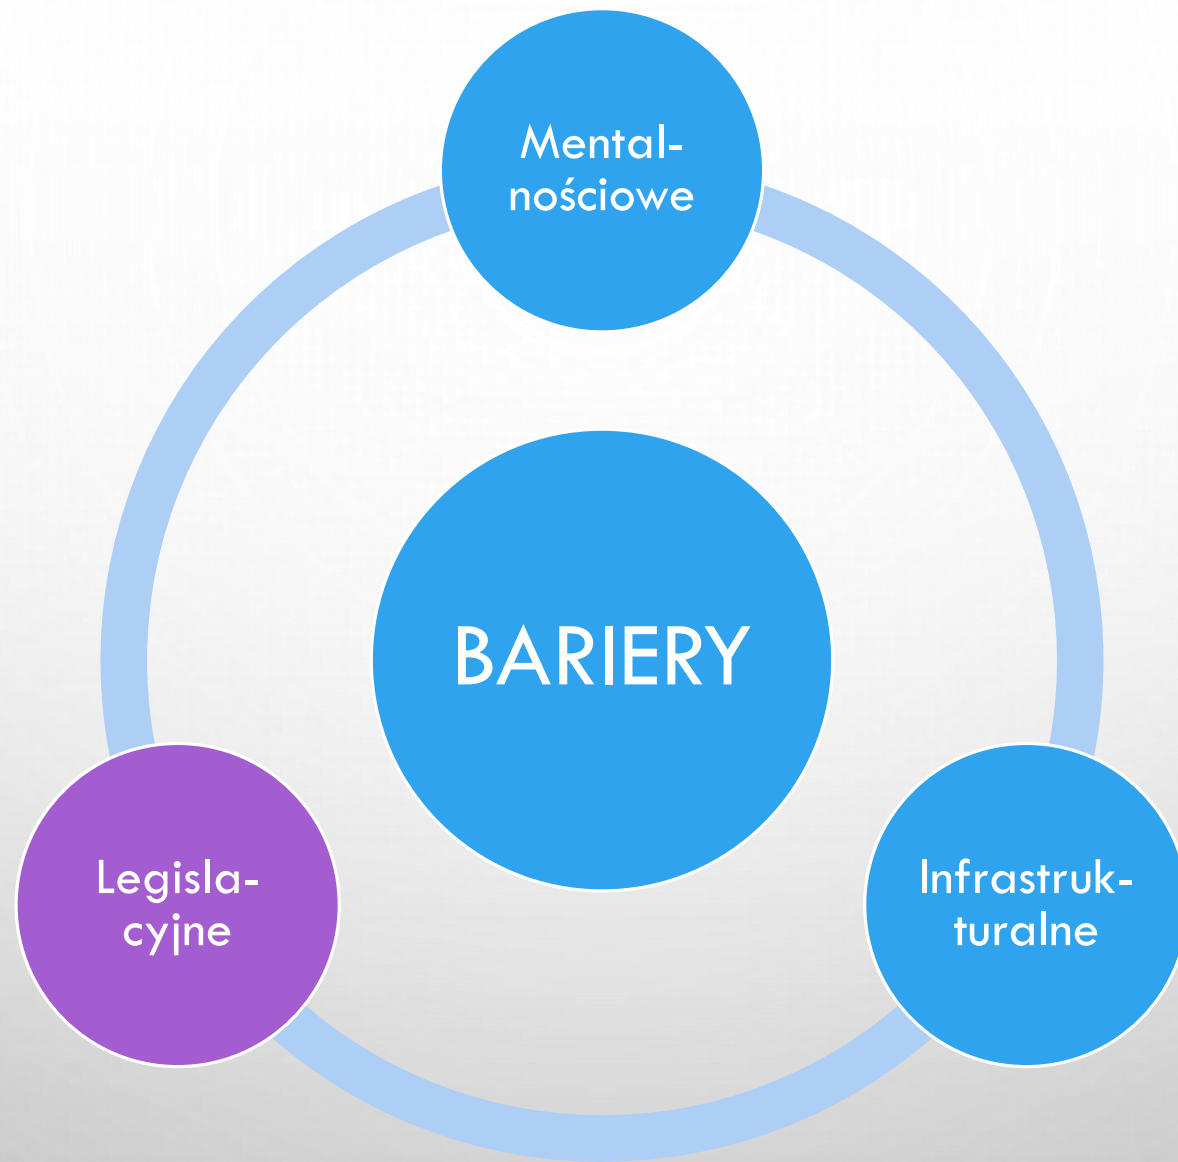 Mental-
nościowe
BARIERY
Legisla-
cyjne
Infrastruk-
turalne